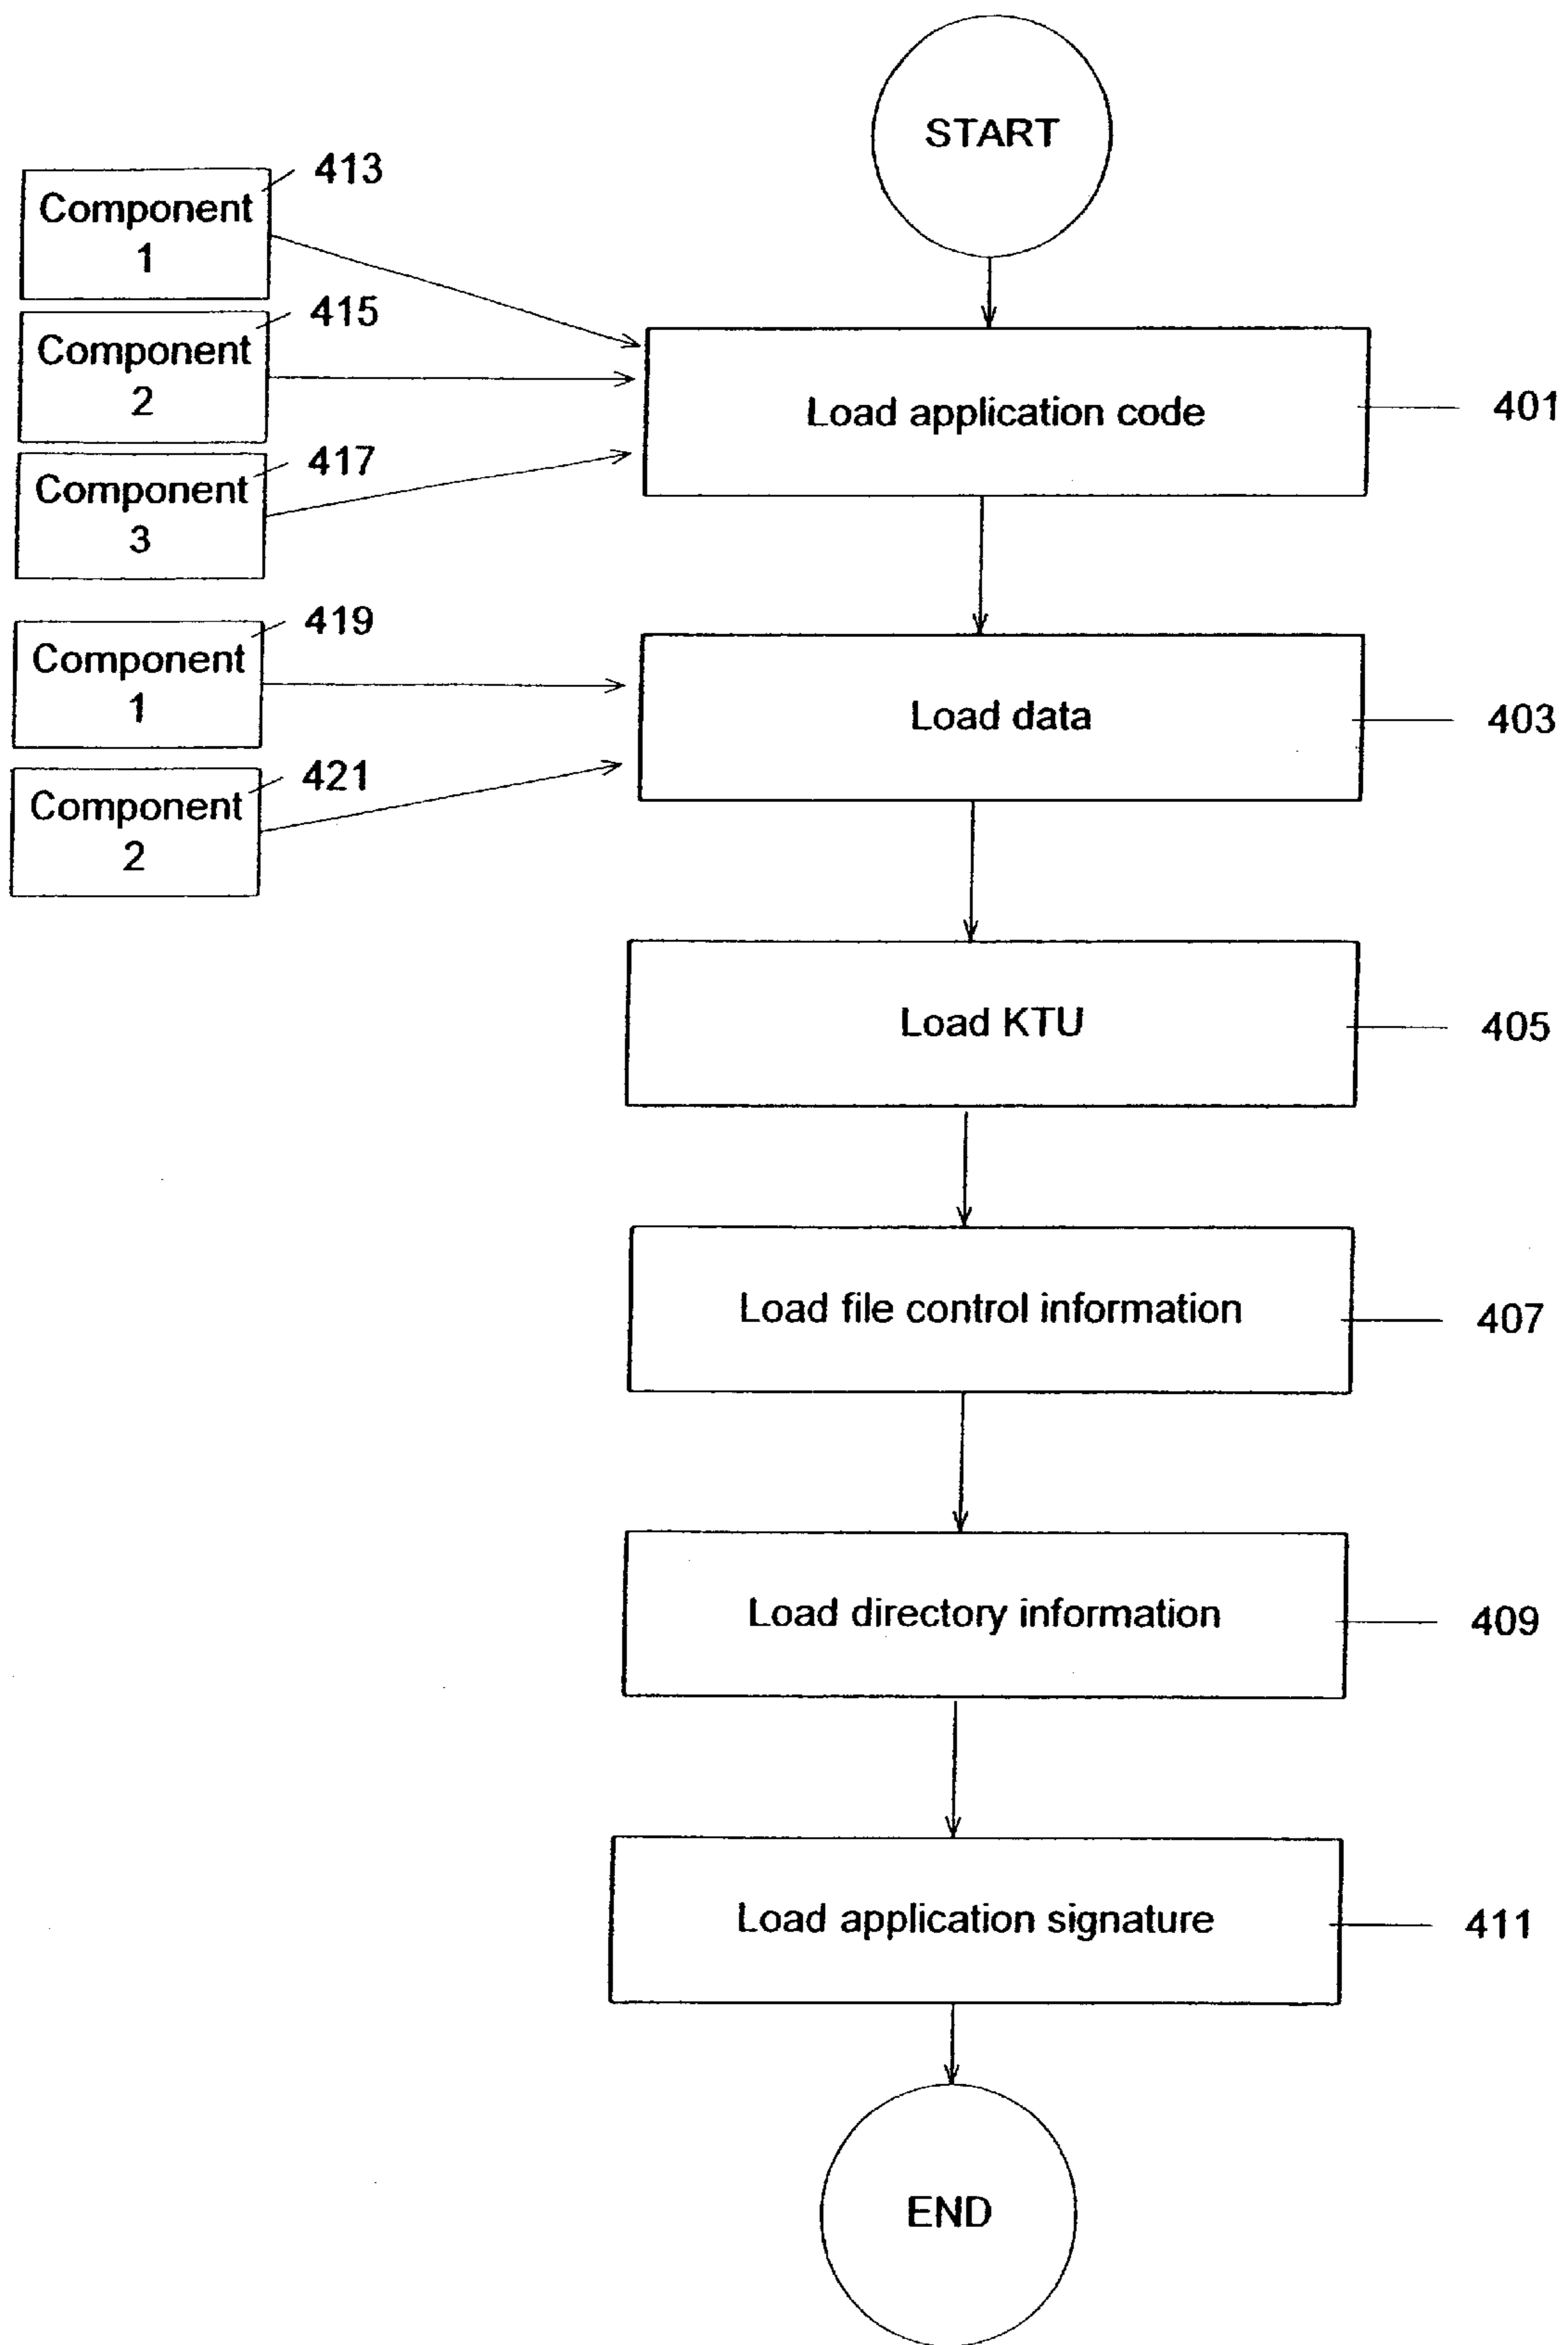 START
413
Component
1
415
Component
2
417
Component
3
Load application code
401
419
Component
1
421
Component
2
Load data
403
Load KTU
405
Load file control information
407
Load directory information
409
Load application signature
411
END